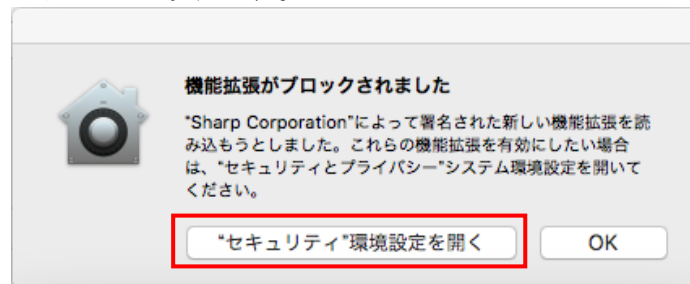 機能拡張がブロックされました
"Sharp Corporation"によって署名された新しい機能拡張を読
み込もうとしました。これらの機能拡張を有効にしたい場合
は、"セキュリティとプライバシー"システム環境設定を開いて
ください。
"セキュリティ"環境設定を開く
OK